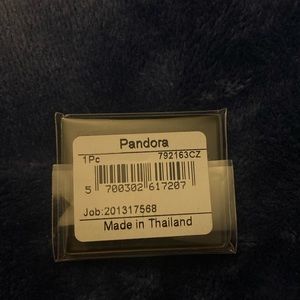 Pandora
1Pc 792163CZ
5 700302 617207
Job:201317568
Made in Thailand